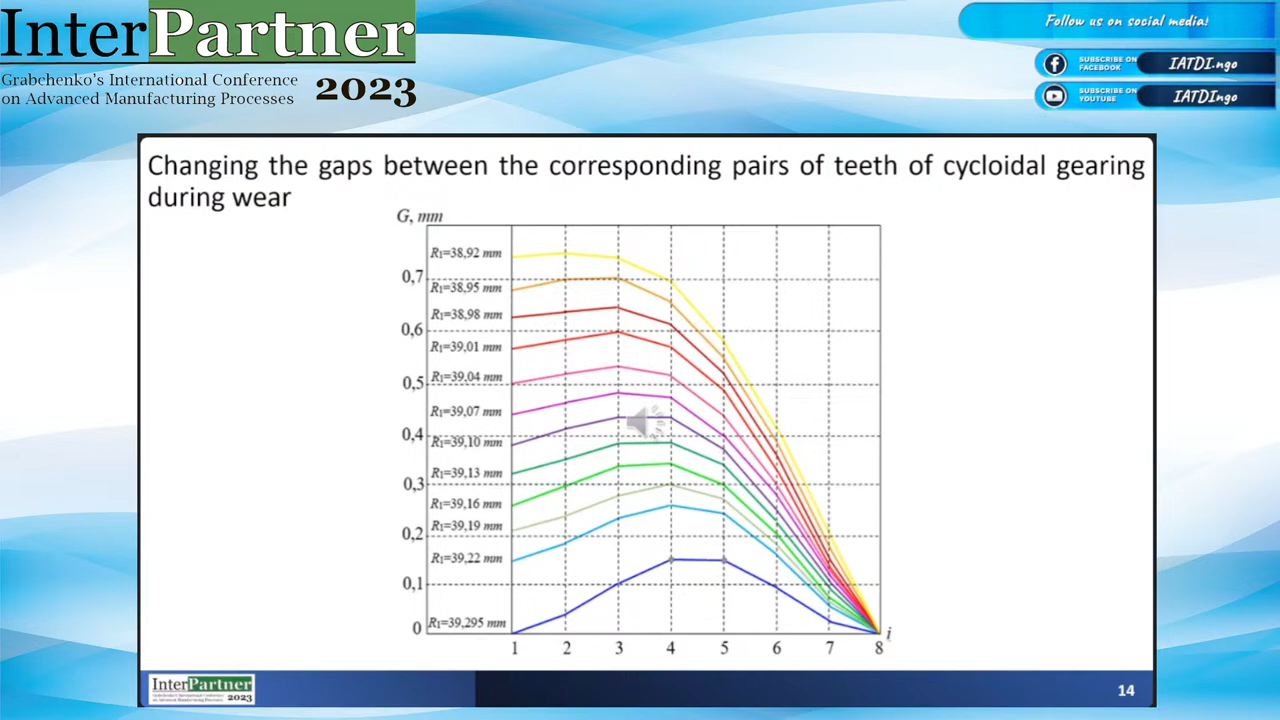 InterPartner
Grabchenko's International Conference
on Advanced Manufacturing Processes
2023
Follow us on social media!
SUBSCRIBE ON
FACEBOOK
IATDI.ngo
SUBSCRIBE ON
YOUTUBE
IATDIngo
Changing the gaps between the corresponding pairs of teeth of cycloidal gearing
during wear
G, mm
R1=38,92 mm
0,7
R1=38,95 mm
R1=38,98 mm
0,6
R1=39,01 mm
R1=39,04 mm
0,5
R1=39,07 mm
0,4
R1=39,10 mm
R1=39,13 mm
0,3
R1=39,16 mm
R1=39,19 mm
0,2
R1=39,22 mm
0,1
R1=39,295 mm
0
i
1 2 3 4 5 6 7 8
InterPartner
2023
14